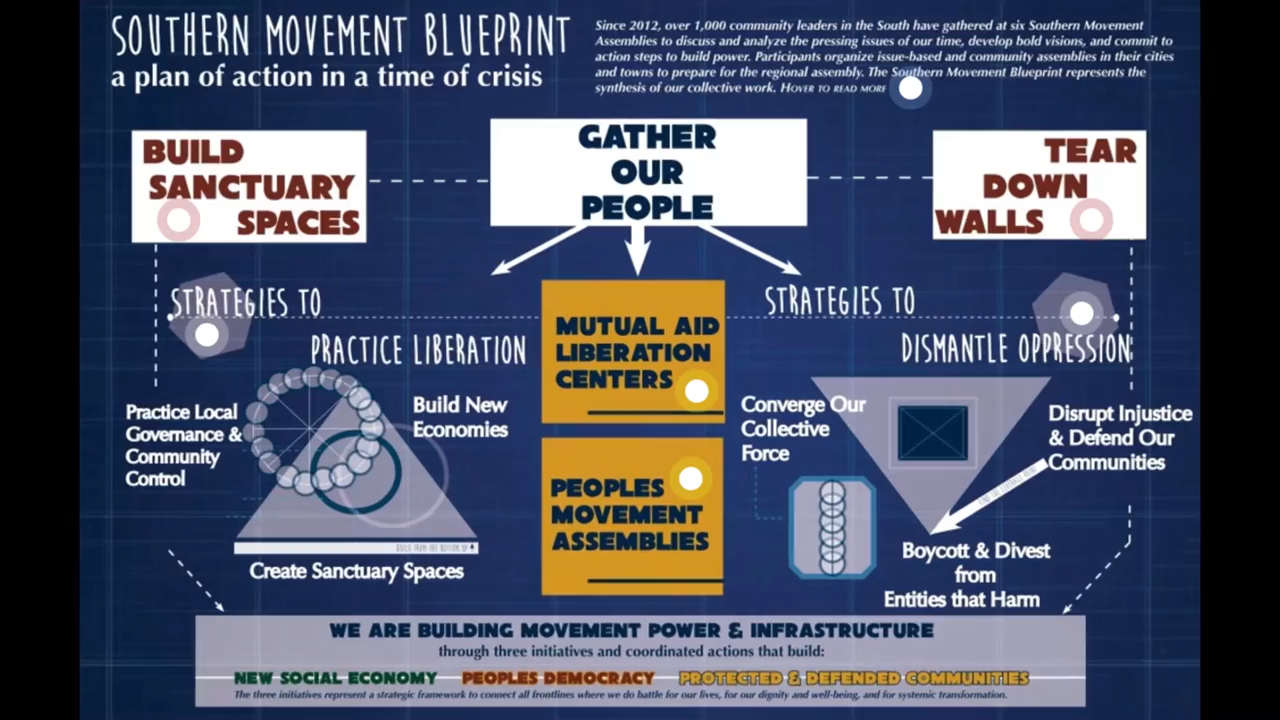 SOUTHERN MOVEMENT BLUEPRINT
a plan of action in a time of crisis
Since 2012, over 1,000 community leaders in the South have gathered at six Southern Movement
Assemblies to discuss and analyze the pressing issues of our time, develop bold visions, and commit to
action steps to build power. Participants organize issue-based and community assemblies in their cities
and towns to prepare for the regional assembly. The Southern Movement Blueprint represents the
synthesis of our collective work. HOVER TO READ MORE
BUILD
SANCTUARY
SPACES
GATHER
OUR
PEOPLE
TEAR
DOWN
WALLS
STRATEGIES TO
PRACTICE LIBERATION
Practice Local
Governance &
Community
Control
Build New
Economies
BUILD FROM THE BOTTOM UP
Create Sanctuary Spaces
MUTUAL AID
LIBERATION
CENTERS
PEOPLES
MOVEMENT
ASSEMBLIES
STRATEGIES TO
DISMANTLE OPPRESSION
Converge Our
Collective
Force
Disrupt Injustice
& Defend Our
Communities
Boycott & Divest
from
Entities that Harm
WE ARE BUILDING MOVEMENT POWER & INFRASTRUCTURE
through three initiatives and coordinated actions that build:
NEW SOCIAL ECONOMY PEOPLES DEMOCRACY PROTECTED & DEFENDED COMMUNITIES
The three initiatives represent a strategic framework to connect all frontlines where we do battle for our lives, for our dignity and well-being, and for systemic transformation.